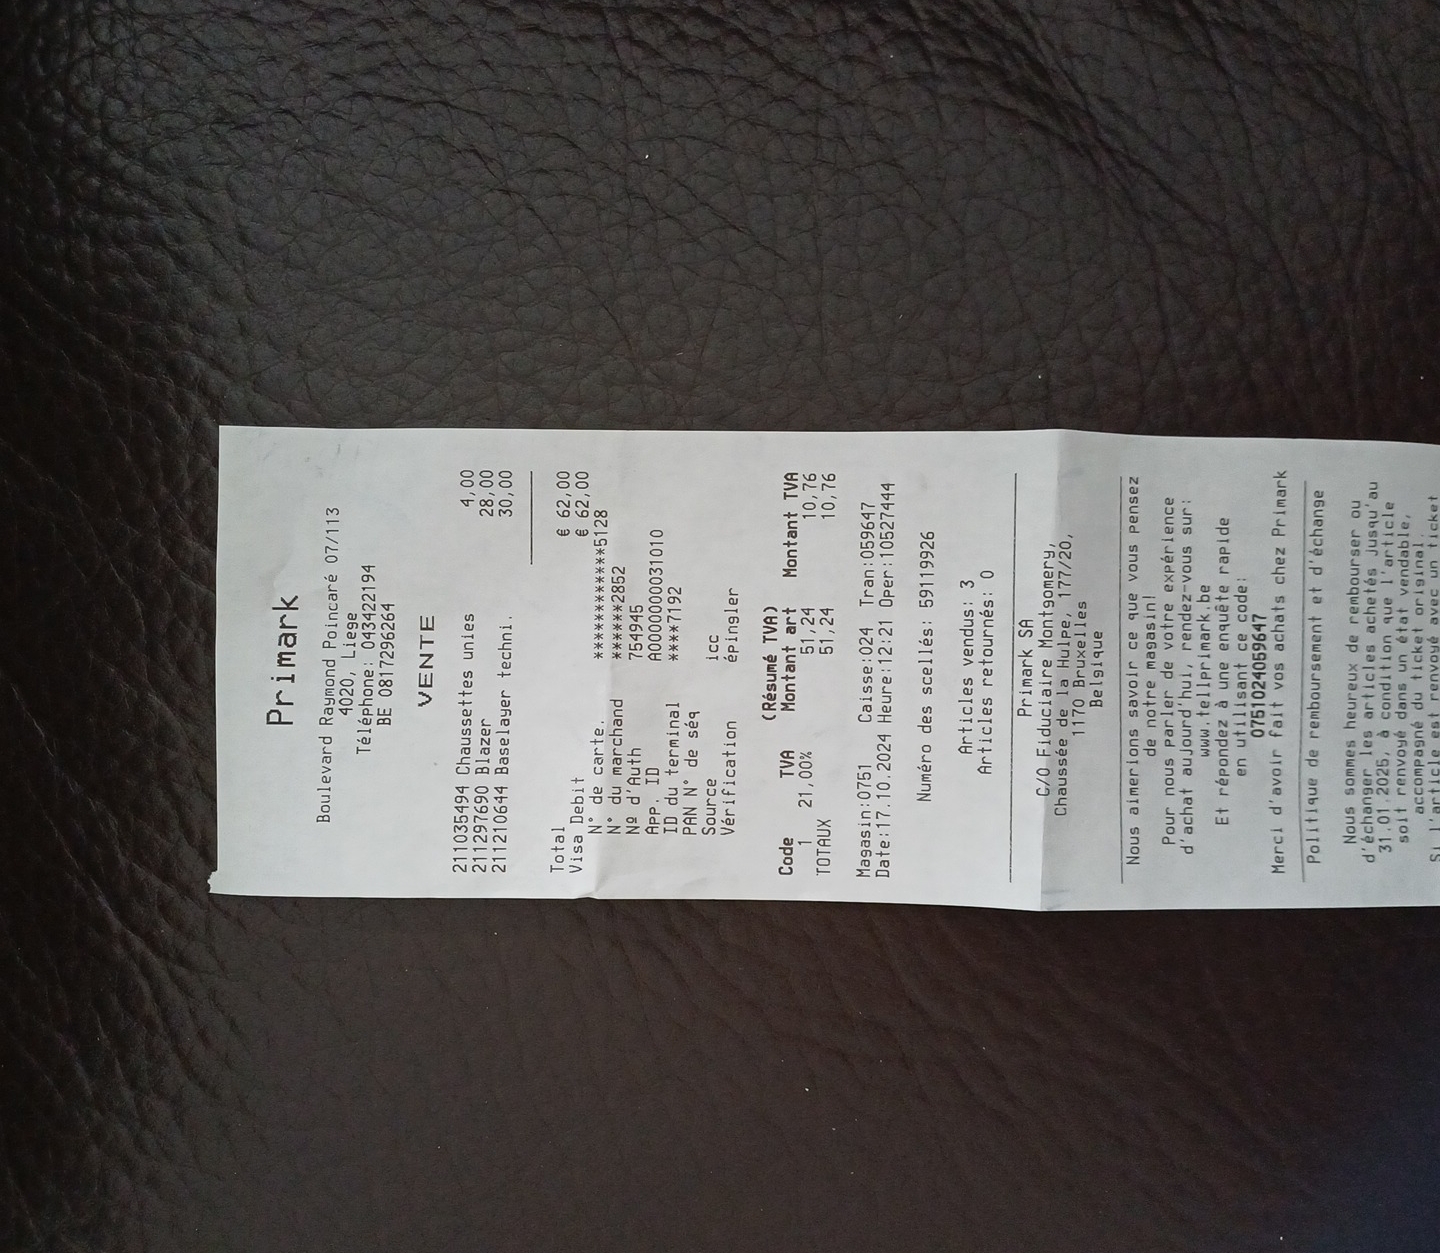 Primark
Boulevard Raymond Poincaré 07/113
4020, Liege
Téléphone: 043422194
BE 0817296264
VENTE
211035494 Chaussettes unies 4,00
211297690 Blazer 28,00
211210644 Baselayer techni. 30,00
Total € 62,00
Visa Debit € 62,00
N° de carte. ************5128
N° du marchand ******2852
Nº d'Auth 754945
App. ID A0000000031010
ID du terminal ****7192
PAN N° de séq
Source icc
Vérification épingler
(Résumé TVA)
Code TVA Montant art Montant TVA
1 21,00% 51,24 10,76
TOTAUX 51,24 10,76
Magasin:0751 Caisse:024 Tran:059647
Date:17.10.2024 Heure:12:21 Oper:10527444
Numéro des scellés: 59119926
Articles vendus: 3
Articles retournés: 0
Primark SA
C/O Fiduciaire Montgomery,
Chaussée de la Hulpe, 177/20,
1170 Bruxelles
Belgique
Nous aimerions savoir ce que vous pensez
de notre magasin!
Pour nous parler de votre expérience
d'achat aujourd'hui, rendez-vous sur:
www.tellprimark.be
Et répondez à une enquête rapide
en utilisant ce code:
0751024059647
Merci d'avoir fait vos achats chez Primark
Politique de remboursement et d'échange
Nous sommes heureux de rembourser ou
d'échanger les articles achetés jusqu'au
31.01.2025, à condition que l'article
soit renvoyé dans un état vendable,
accompagné du ticket original.
Si l'article est renvoyé avec un ticket